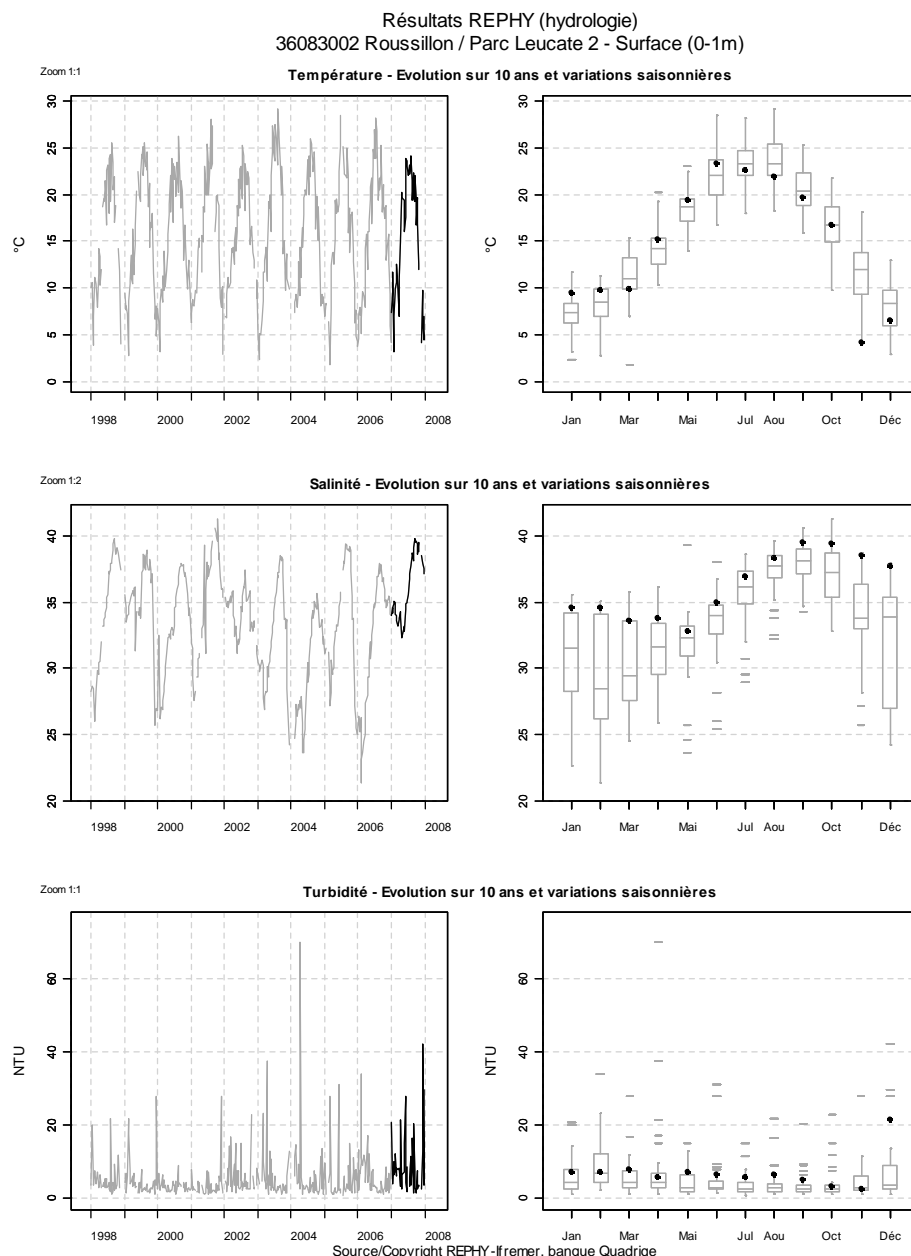 Résultats REPHY (hydrologie)
36083002 Roussillon / Parc Leucate 2 - Surface (0-1m)
Zoom 1:1
Température - Evolution sur 10 ans et variations saisonnières
30
25
20
15
10
5
0
°C
1998 2000 2002 2004 2006 2008
30
25
20
15
10
5
0
°C
Jan Mar Mai Jul Aou Oct Déc
Zoom 1:2
Salinité - Evolution sur 10 ans et variations saisonnières
40
35
30
25
20
1998 2000 2002 2004 2006 2008
40
35
30
25
20
Jan Mar Mai Jul Aou Oct Déc
Zoom 1:1
Turbidité - Evolution sur 10 ans et variations saisonnières
60
40
20
0
NTU
1998 2000 2002 2004 2006 2008
60
40
20
0
NTU
Jan Mar Mai Jul Aou Oct Déc
Source/Copyright REPHY-Ifremer, banque Quadrige